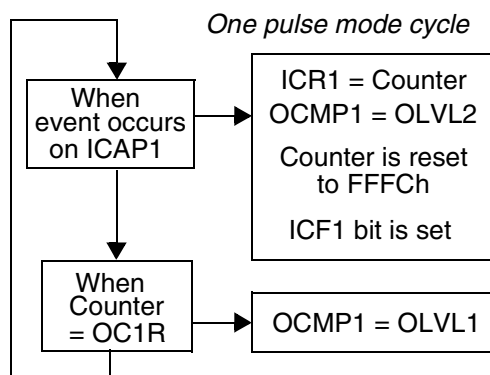 One pulse mode cycle
When
event occurs
on ICAP1
ICR1 = Counter
OCMP1 = OLVL2
Counter is reset
to FFFCh
ICF1 bit is set
When
Counter
= OC1R
OCMP1 = OLVL1